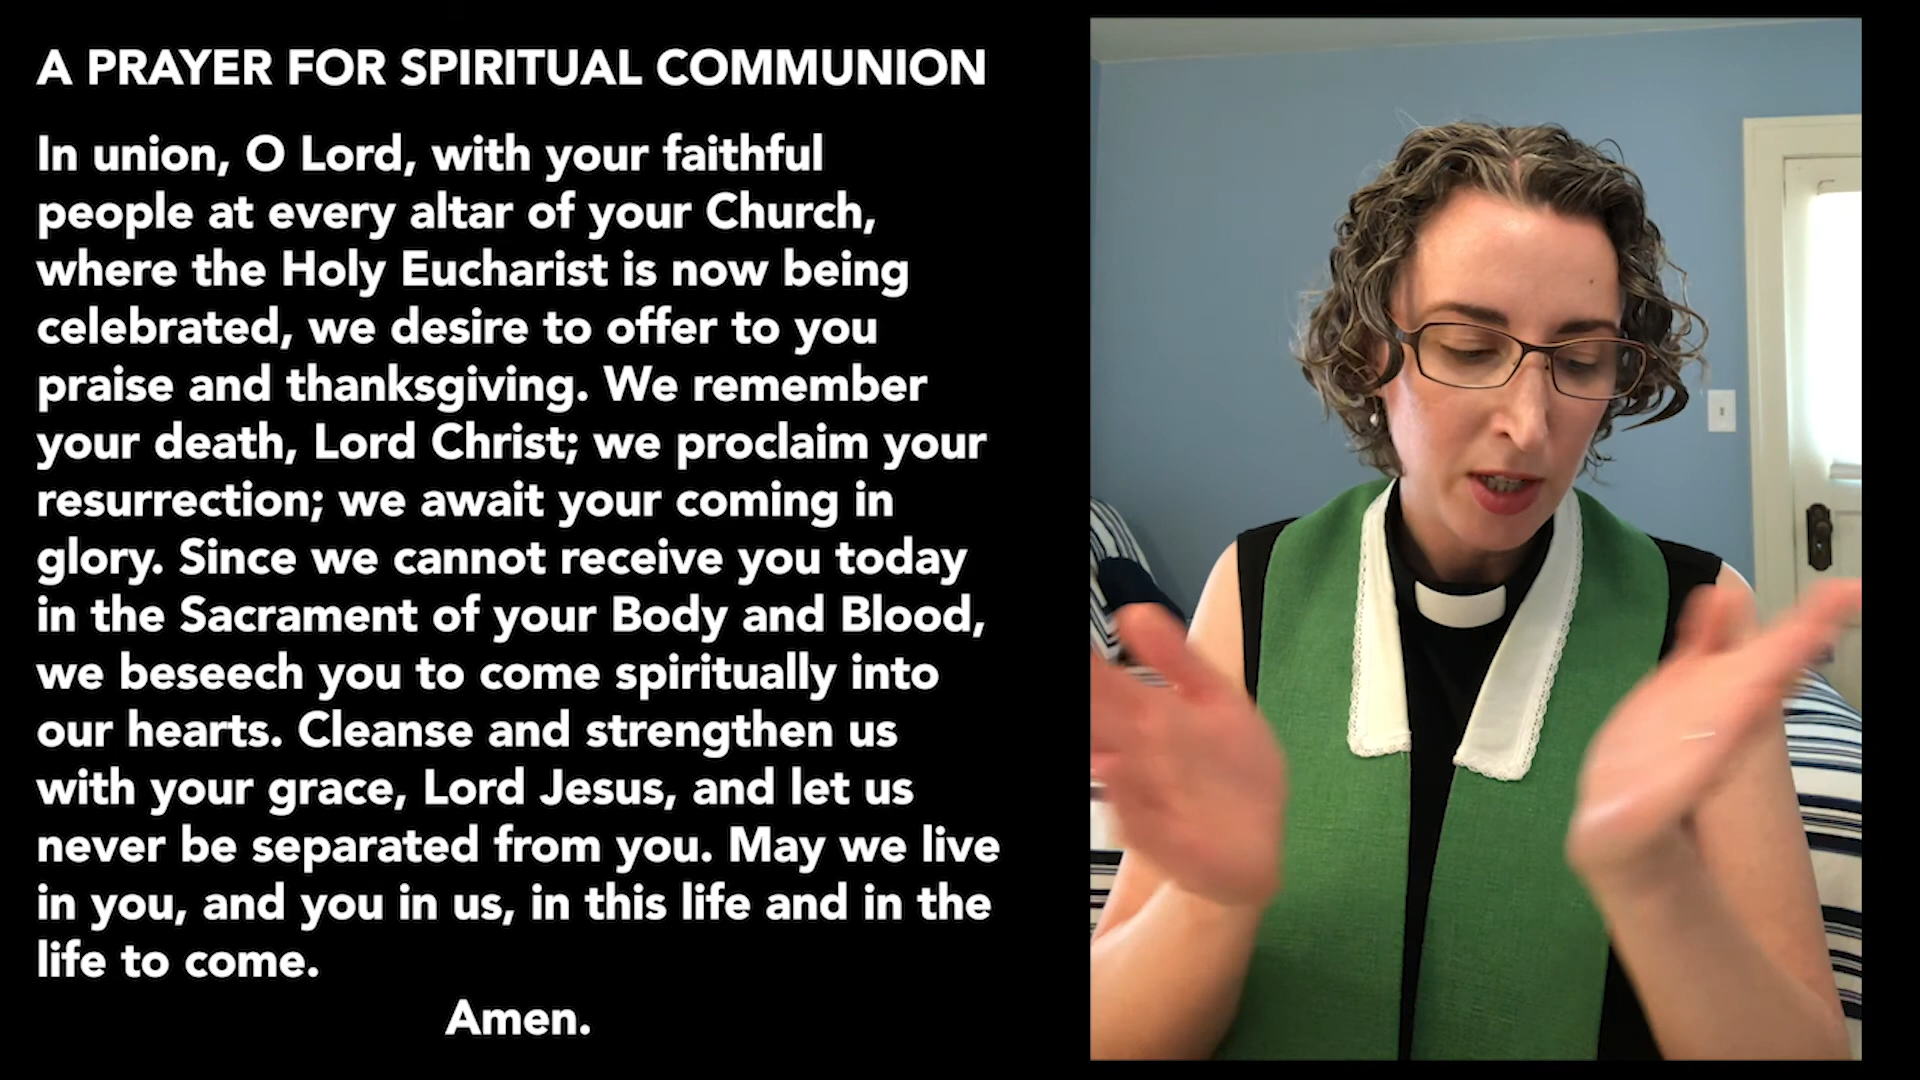 A PRAYER FOR SPIRITUAL COMMUNION
In union, O Lord, with your faithful
people at every altar of your Church,
where the Holy Eucharist is now being
celebrated, we desire to offer to you
praise and thanksgiving. We remember
your death, Lord Christ; we proclaim your
resurrection; we await your coming in
glory. Since we cannot receive you today
in the Sacrament of your Body and Blood,
we beseech you to come spiritually into
our hearts. Cleanse and strengthen us
with your grace, Lord Jesus, and let us
never be separated from you. May we live
in you, and you in us, in this life and in the
life to come.
Amen.